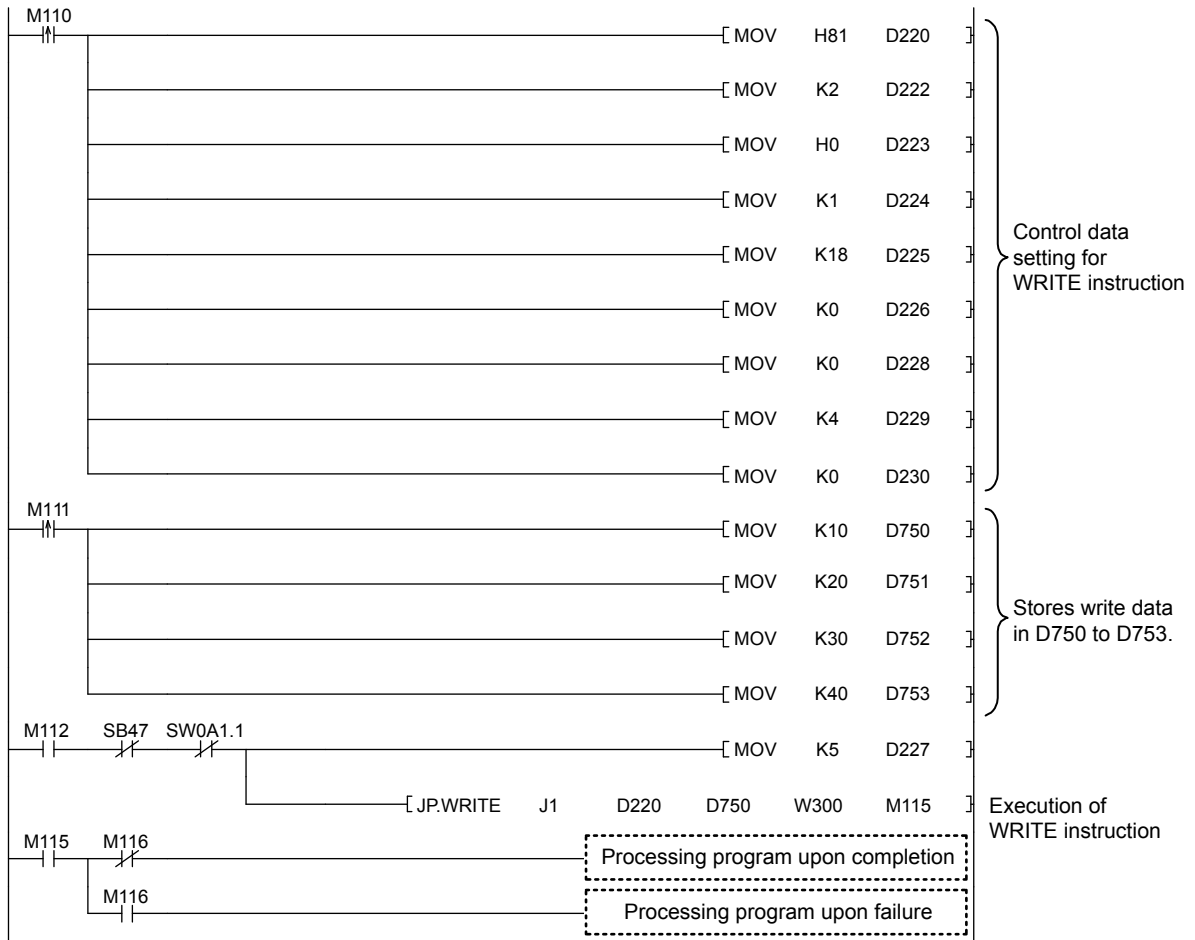 M110
MOV H81 D220
MOV K2 D222
MOV H0 D223
MOV K1 D224
MOV K18 D225
MOV K0 D226
MOV K0 D228
MOV K4 D229
MOV K0 D230
Control data
setting for
WRITE instruction
M111
MOV K10 D750
MOV K20 D751
MOV K30 D752
MOV K40 D753
Stores write data
in D750 to D753.
M112 SB47 SW0A1.1
MOV K5 D227
JP.WRITE J1 D220 D750 W300 M115
Execution of
WRITE instruction
M115 M116
Processing program upon completion
M116
Processing program upon failure